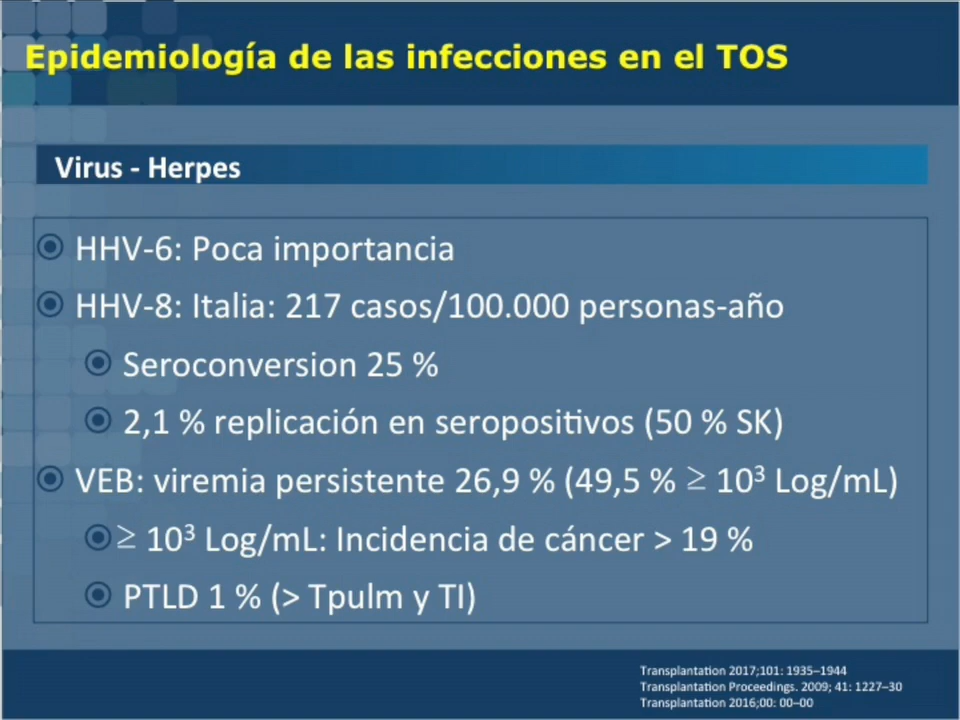 Epidemiología de las infecciones en el TOS
Virus - Herpes
HHV-6: Poca importancia
HHV-8: Italia: 217 casos/100.000 personas-año
Seroconversion 25 %
2,1 % replicación en seropositivos (50 % SK)
VEB: viremia persistente 26,9 % (49,5 % ≥ 10³ Log/mL)
≥ 10³ Log/mL: Incidencia de cáncer > 19 %
PTLD 1 % (> Tpulm y TI)
Transplantation 2017;101: 1935–1944
Transplantation Proceedings. 2009; 41: 1227–30
Transplantation 2016;00: 00–00